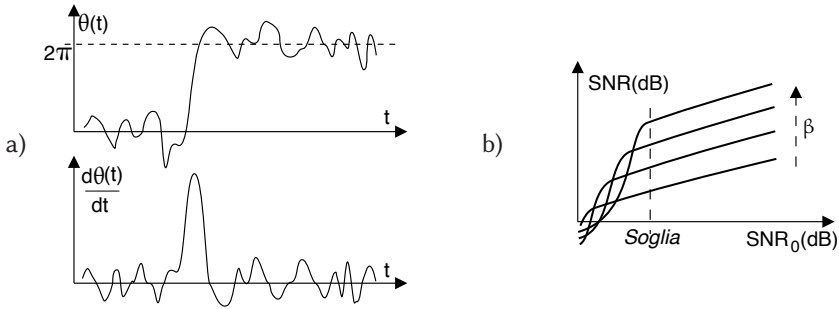 a)
θ(t)
2π
t
dθ(t)
dt
t
b)
SNR(dB)
β
Soglia
SNR₀(dB)